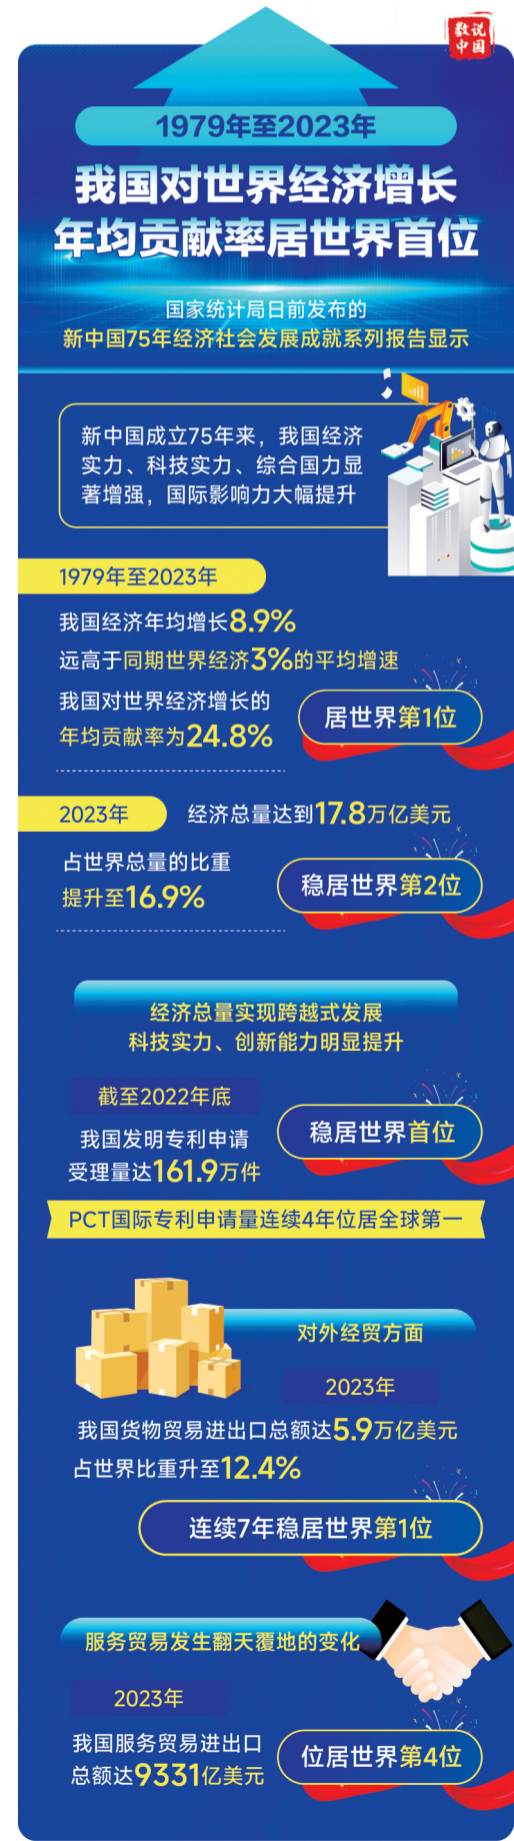 数说
中国
1979年至2023年
我国对世界经济增长
年均贡献率居世界首位
国家统计局日前发布的
新中国75年经济社会发展成就系列报告显示
新中国成立75年来，我国经济
实力、科技实力、综合国力显
著增强，国际影响力大幅提升
1979年至2023年
我国经济年均增长8.9%
远高于同期世界经济3%的平均增速
我国对世界经济增长的
年均贡献率为24.8%
居世界第1位
2023年
经济总量达到17.8万亿美元
占世界总量的比重
提升至16.9%
稳居世界第2位
经济总量实现跨越式发展
科技实力、创新能力明显提升
截至2022年底
我国发明专利申请
受理量达161.9万件
稳居世界首位
PCT国际专利申请量连续4年位居全球第一
对外经贸方面
2023年
我国货物贸易进出口总额达5.9万亿美元
占世界比重升至12.4%
连续7年稳居世界第1位
服务贸易发生翻天覆地的变化
2023年
我国服务贸易进出口
总额达9331亿美元
位居世界第4位